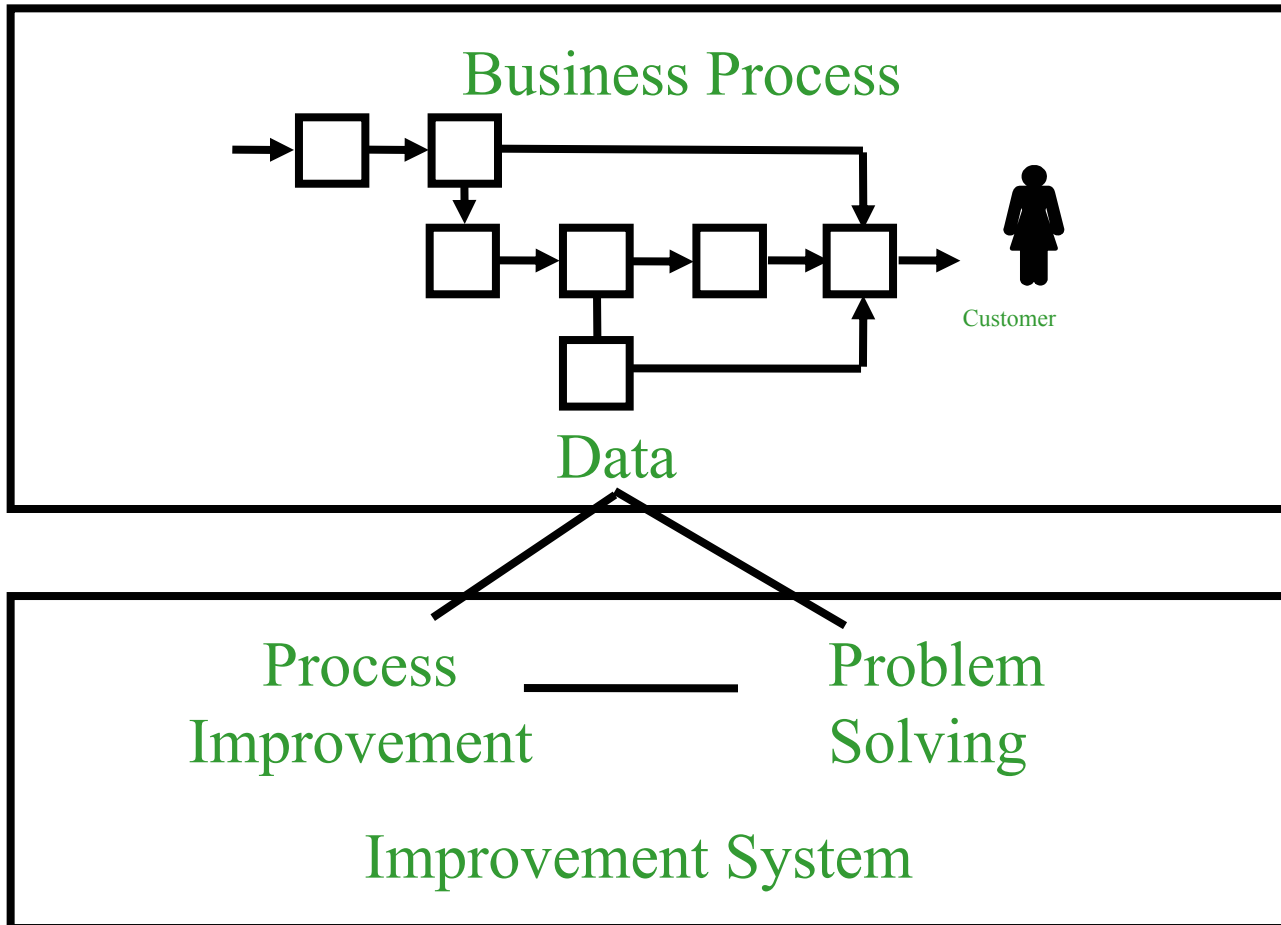 Business Process
Customer
Data
Process
Improvement
Problem
Solving
Improvement System